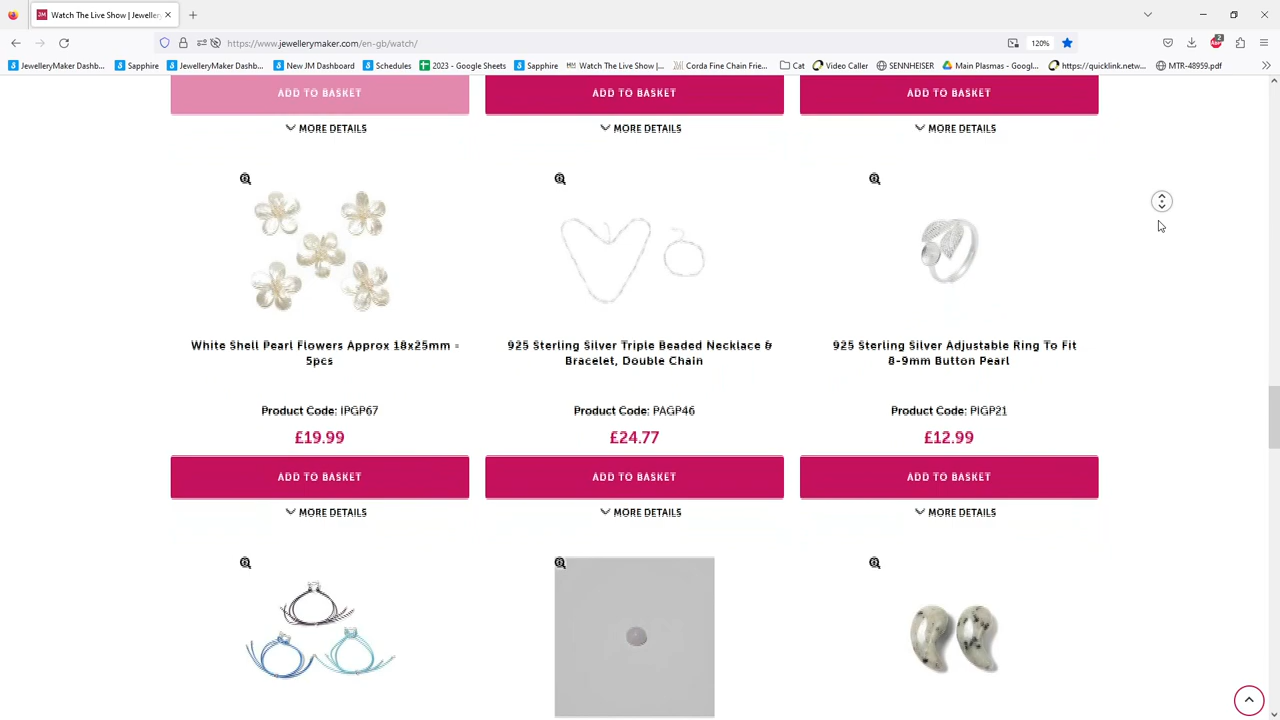 JM Watch The Live Show | Jeweller
https://www.jewellerymaker.com/en-gb/watch/
120%
2
JewelleryMaker Dashb...
Sapphire
JewelleryMaker Dashb...
New JM Dashboard
Schedules
2023 - Google Sheets
Sapphire
Watch The Live Show |...
Corda Fine Chain Frie...
Cat
Video Caller
SENNHEISER
Main Plasmas - Googl...
https://quicklink.netw...
MTR-48959.pdf
ADD TO BASKET
ADD TO BASKET
ADD TO BASKET
MORE DETAILS
MORE DETAILS
MORE DETAILS
White Shell Pearl Flowers Approx 18x25mm -
5pcs
925 Sterling Silver Triple Beaded Necklace &
Bracelet, Double Chain
925 Sterling Silver Adjustable Ring To Fit
8-9mm Button Pearl
Product Code: IPGP67
Product Code: PAGP46
Product Code: PIGP21
£19.99
£24.77
£12.99
ADD TO BASKET
ADD TO BASKET
ADD TO BASKET
MORE DETAILS
MORE DETAILS
MORE DETAILS